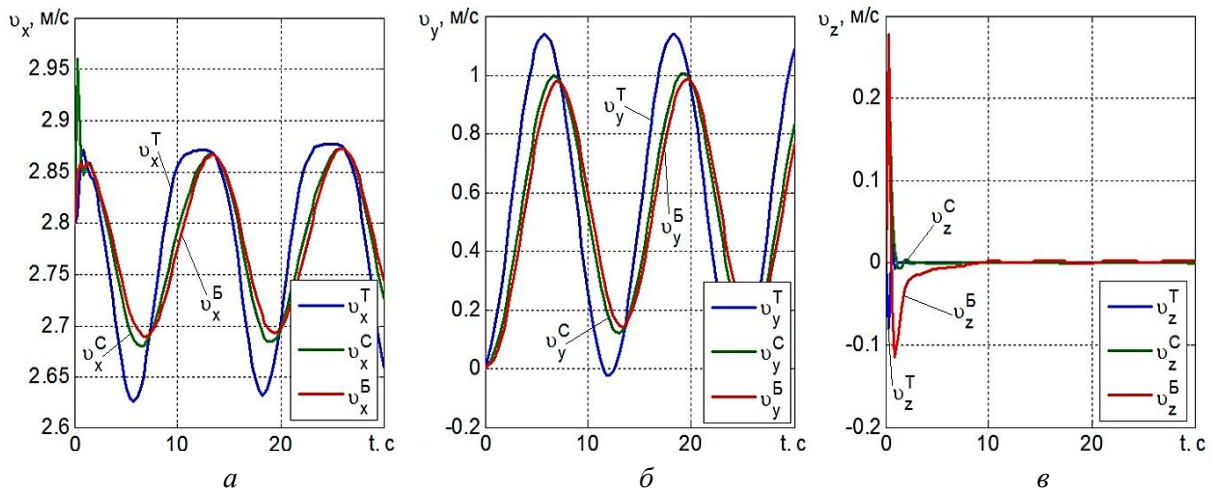 υx, м/с
2.95
2.9
2.85
2.8
2.75
2.7
2.65
2.6
0
10
20
t. с
υxТ
υxБ
υxС
υxТ
υxС
υxБ
а
υy, м/с
1
0.8
0.6
0.4
0.2
0
-0.2
0
10
20
t. с
υyТ
υyБ
υyС
υyТ
υyС
υyБ
б
υz, м/с
0.2
0.1
0
-0.1
-0.2
0
10
20
t. с
υzС
υzБ
υzТ
υzТ
υzС
υzБ
в